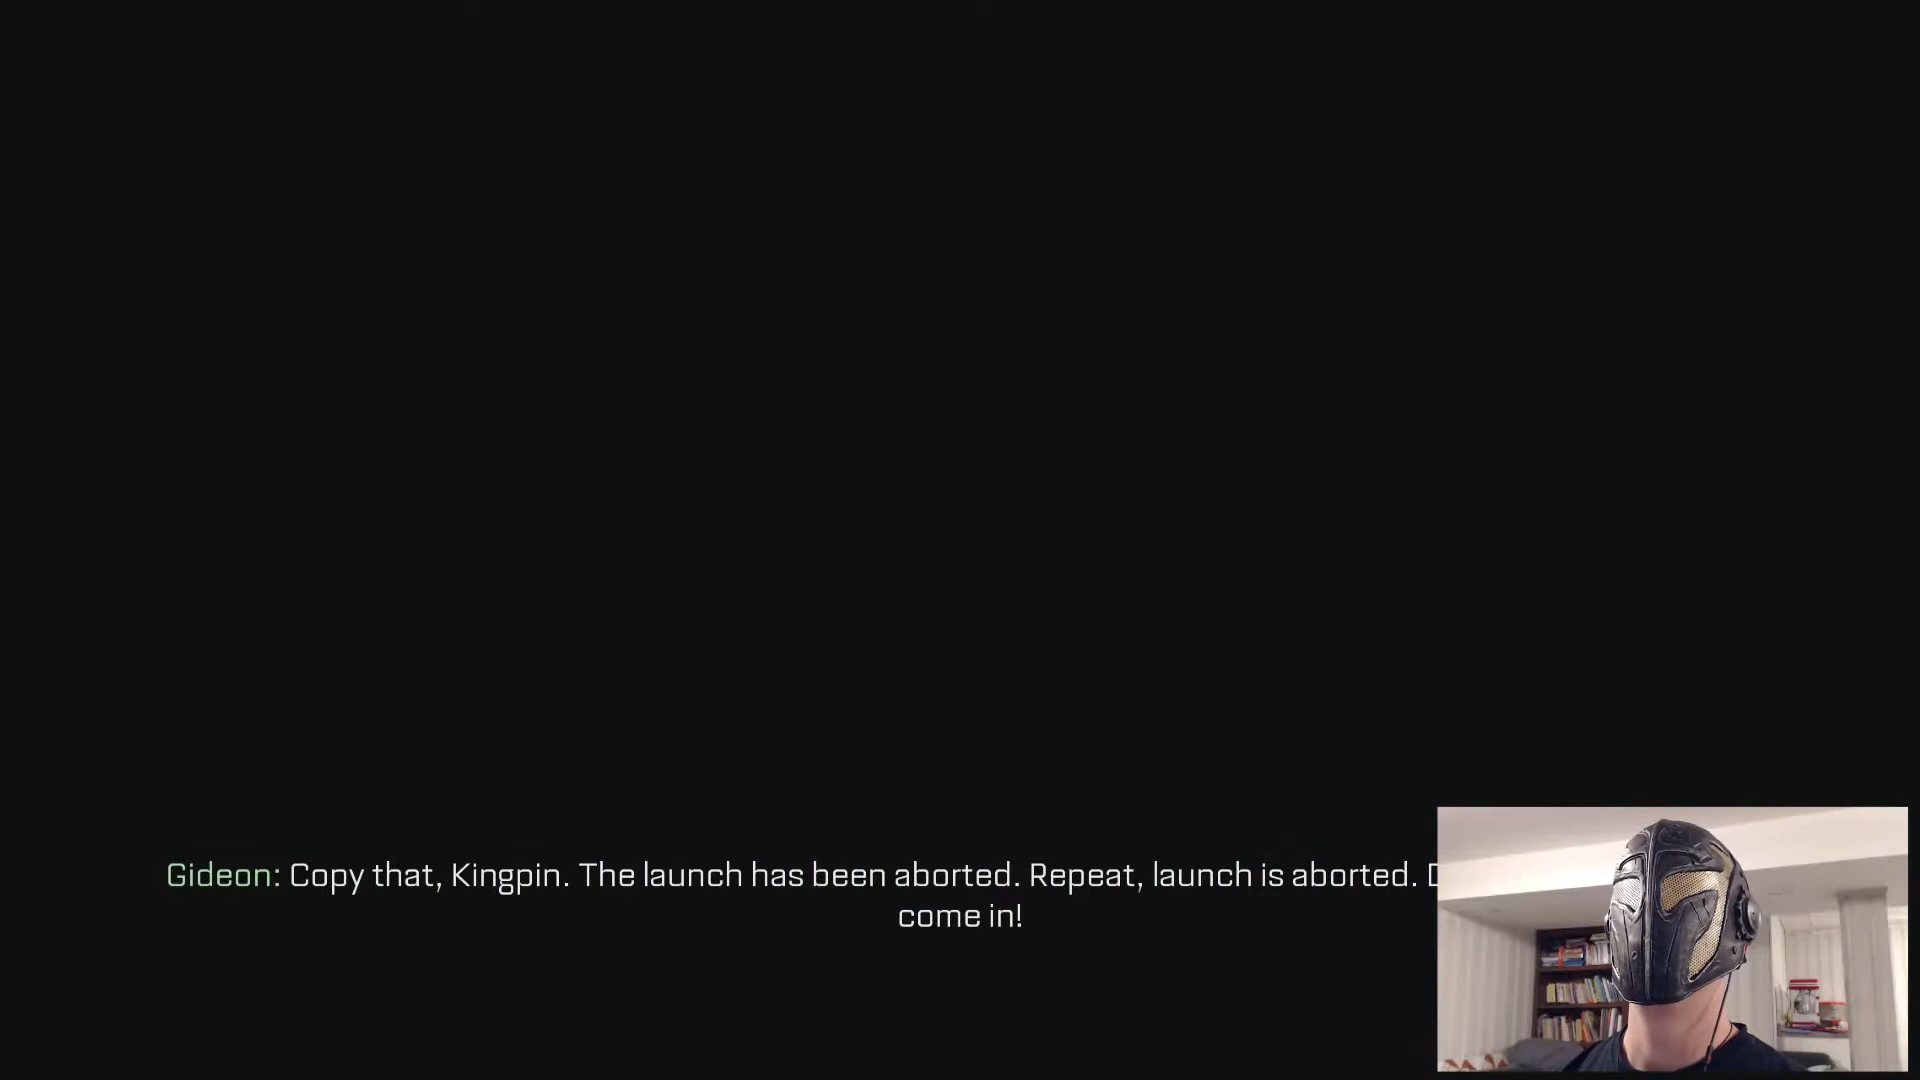 Gideon: Copy that, Kingpin. The launch has been aborted. Repeat, launch is aborted.
come in!